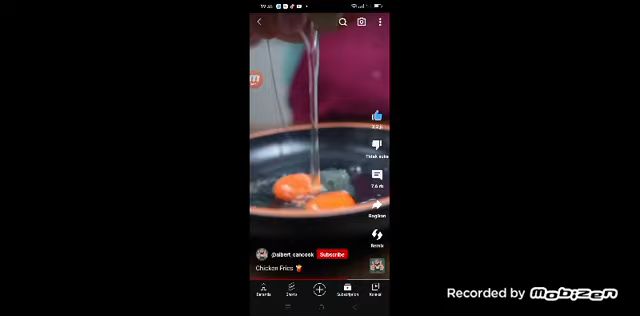 Tidak suka
Bagikan
Remix
@albert_cancook Subscribe
Chicken Fries
Beranda Shorts Subscription Koleksi
Recorded by mobizen